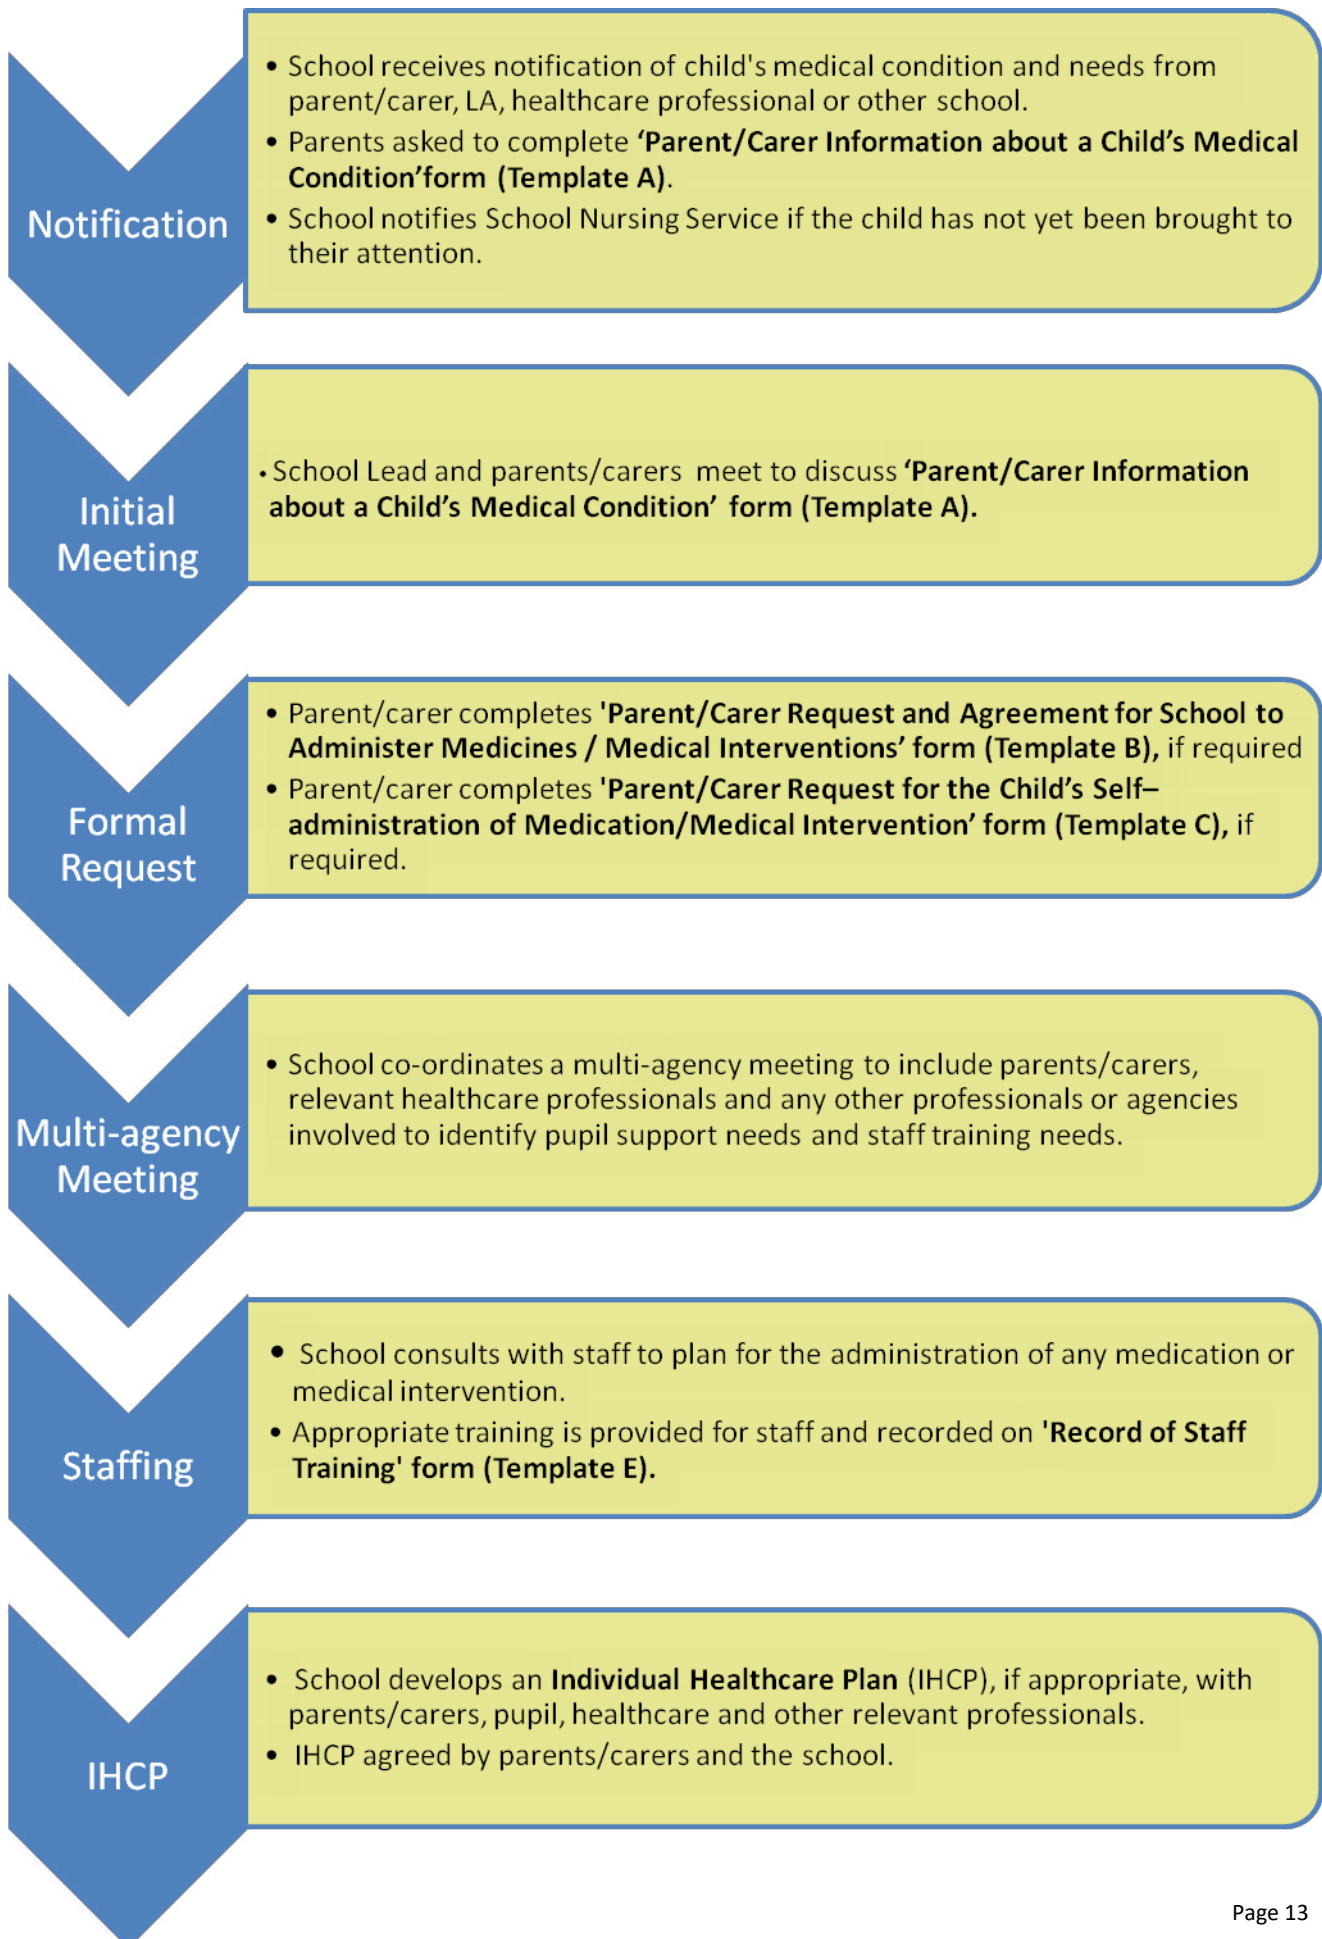 Notification
• School receives notification of child's medical condition and needs from
parent/carer, LA, healthcare professional or other school.
• Parents asked to complete ‘Parent/Carer Information about a Child’s Medical
Condition’form (Template A).
• School notifies School Nursing Service if the child has not yet been brought to
their attention.
Initial
Meeting
• School Lead and parents/carers meet to discuss ‘Parent/Carer Information
about a Child’s Medical Condition’ form (Template A).
Formal
Request
• Parent/carer completes 'Parent/Carer Request and Agreement for School to
Administer Medicines / Medical Interventions’ form (Template B), if required
• Parent/carer completes 'Parent/Carer Request for the Child’s Self–
administration of Medication/Medical Intervention’ form (Template C), if
required.
Multi-agency
Meeting
• School co-ordinates a multi-agency meeting to include parents/carers,
relevant healthcare professionals and any other professionals or agencies
involved to identify pupil support needs and staff training needs.
Staffing
• School consults with staff to plan for the administration of any medication or
medical intervention.
• Appropriate training is provided for staff and recorded on 'Record of Staff
Training' form (Template E).
IHCP
• School develops an Individual Healthcare Plan (IHCP), if appropriate, with
parents/carers, pupil, healthcare and other relevant professionals.
• IHCP agreed by parents/carers and the school.
Page 13